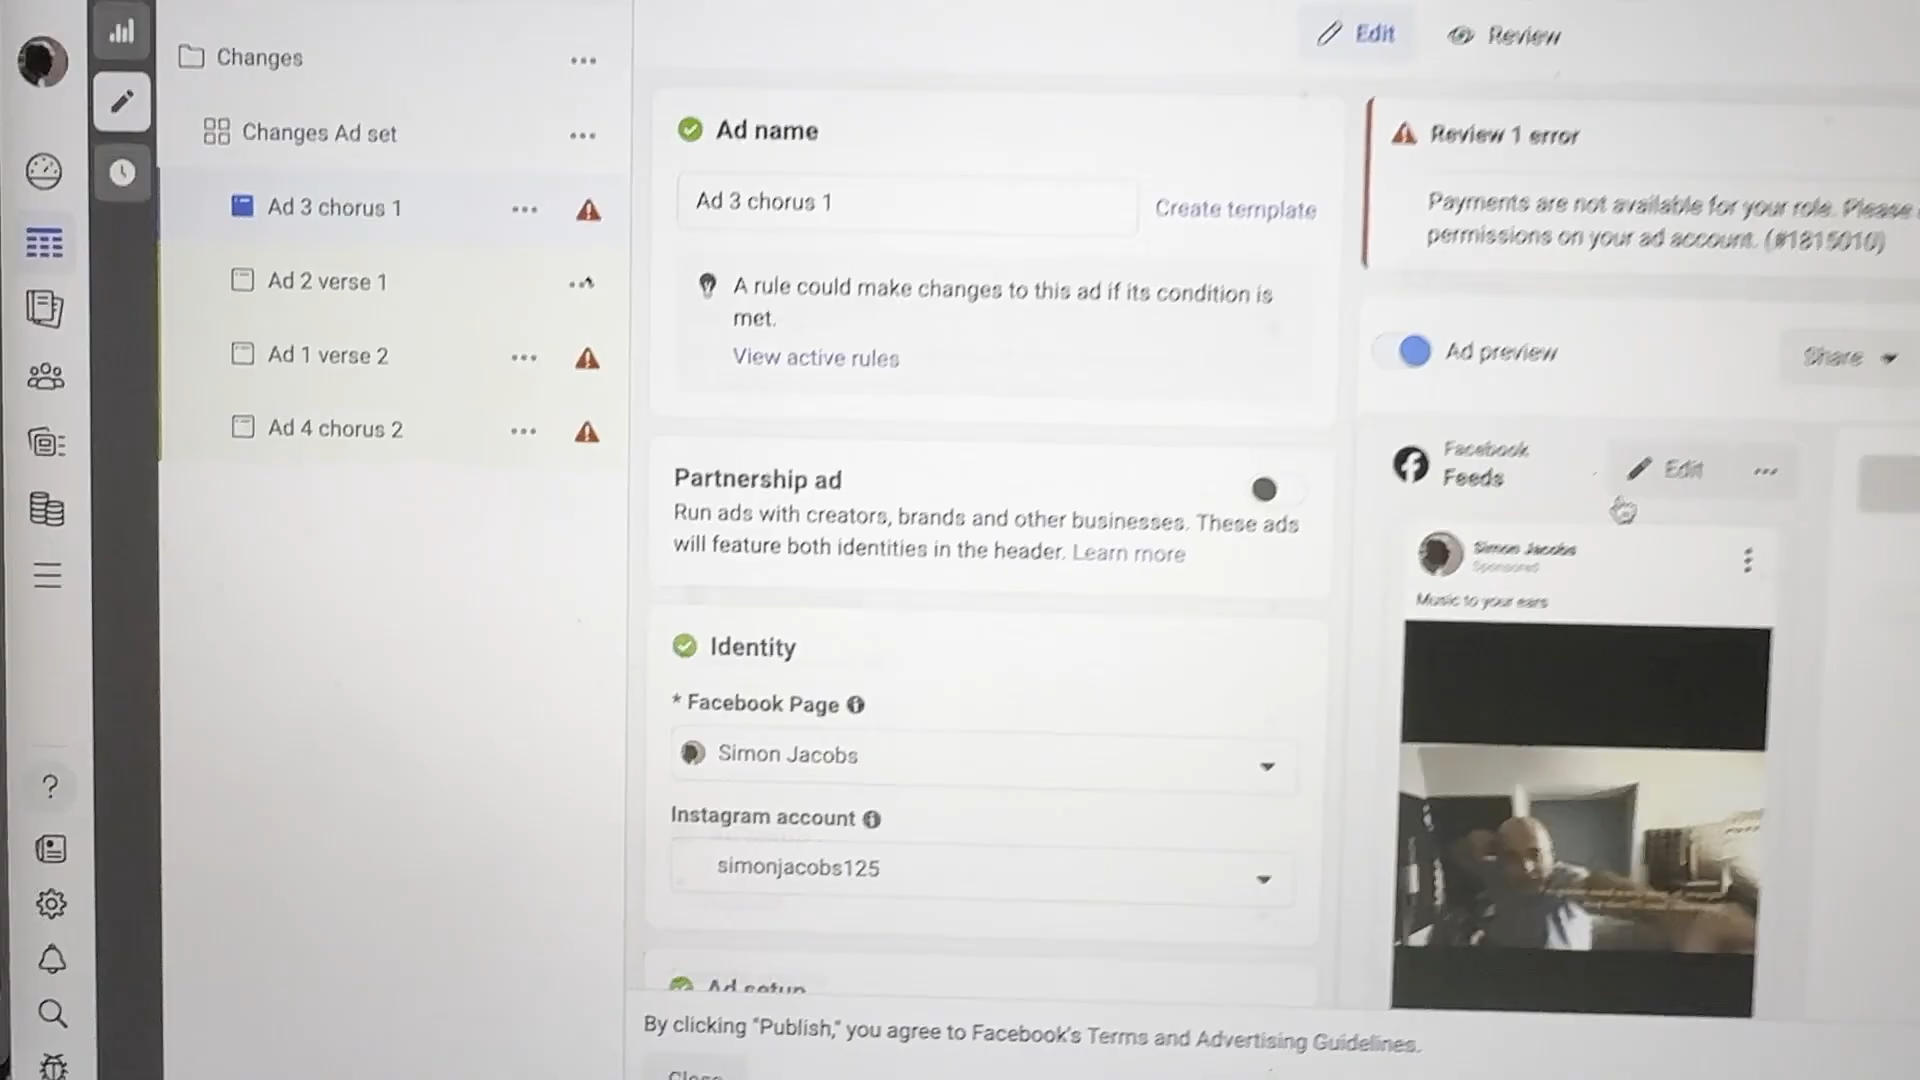 Changes
Changes Ad set
Ad 3 chorus 1
Ad 2 verse 1
Ad 1 verse 2
Ad 4 chorus 2
Edit
Review
Ad name
Ad 3 chorus 1
Create template
A rule could make changes to this ad if its condition is
met.
View active rules
Partnership ad
Run ads with creators, brands and other businesses. These ads
will feature both identities in the header. Learn more
Identity
* Facebook Page
Simon Jacobs
Instagram account
simonjacobs125
Ad setup
By clicking "Publish," you agree to Facebook's Terms and Advertising Guidelines.
Close
Review 1 error
Payments are not available for your role. Please
permissions on your ad account. (#1815010)
Ad preview
Share
Facebook
Feeds
Edit
Simon Jacobs
Sponsored
Music to your ears